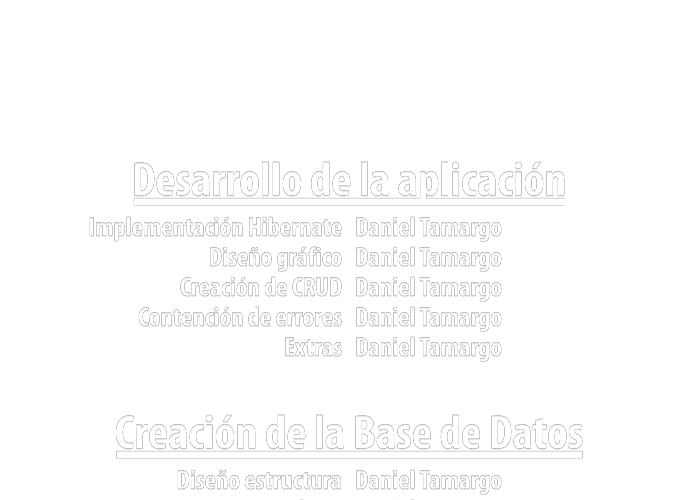 Desarrollo de la aplicación
Implementación Hibernate Daniel Tamargo
Diseño gráfico Daniel Tamargo
Creación de CRUD Daniel Tamargo
Contención de errores Daniel Tamargo
Extras Daniel Tamargo
Creación de la Base de Datos
Diseño estructura Daniel Tamargo